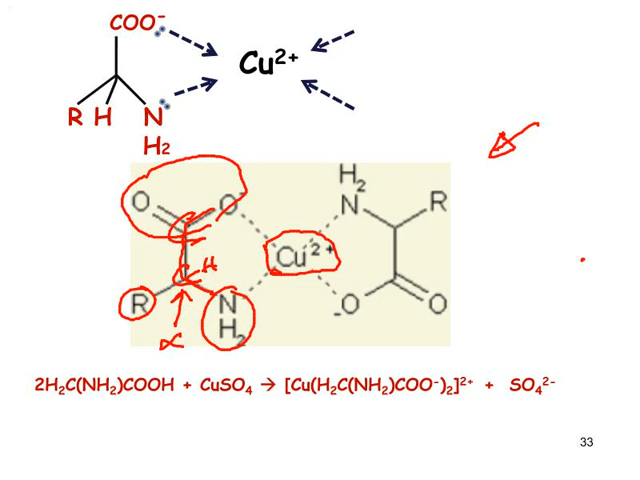 COO⁻
Cu²⁺
R H N
H₂
H₂
O O⁻ N R
Cu²⁺
H
R N ⁻O O
H₂
α
2H₂C(NH₂)COOH + CuSO₄ → [Cu(H₂C(NH₂)COO⁻)₂]²⁺ + SO₄²⁻
33